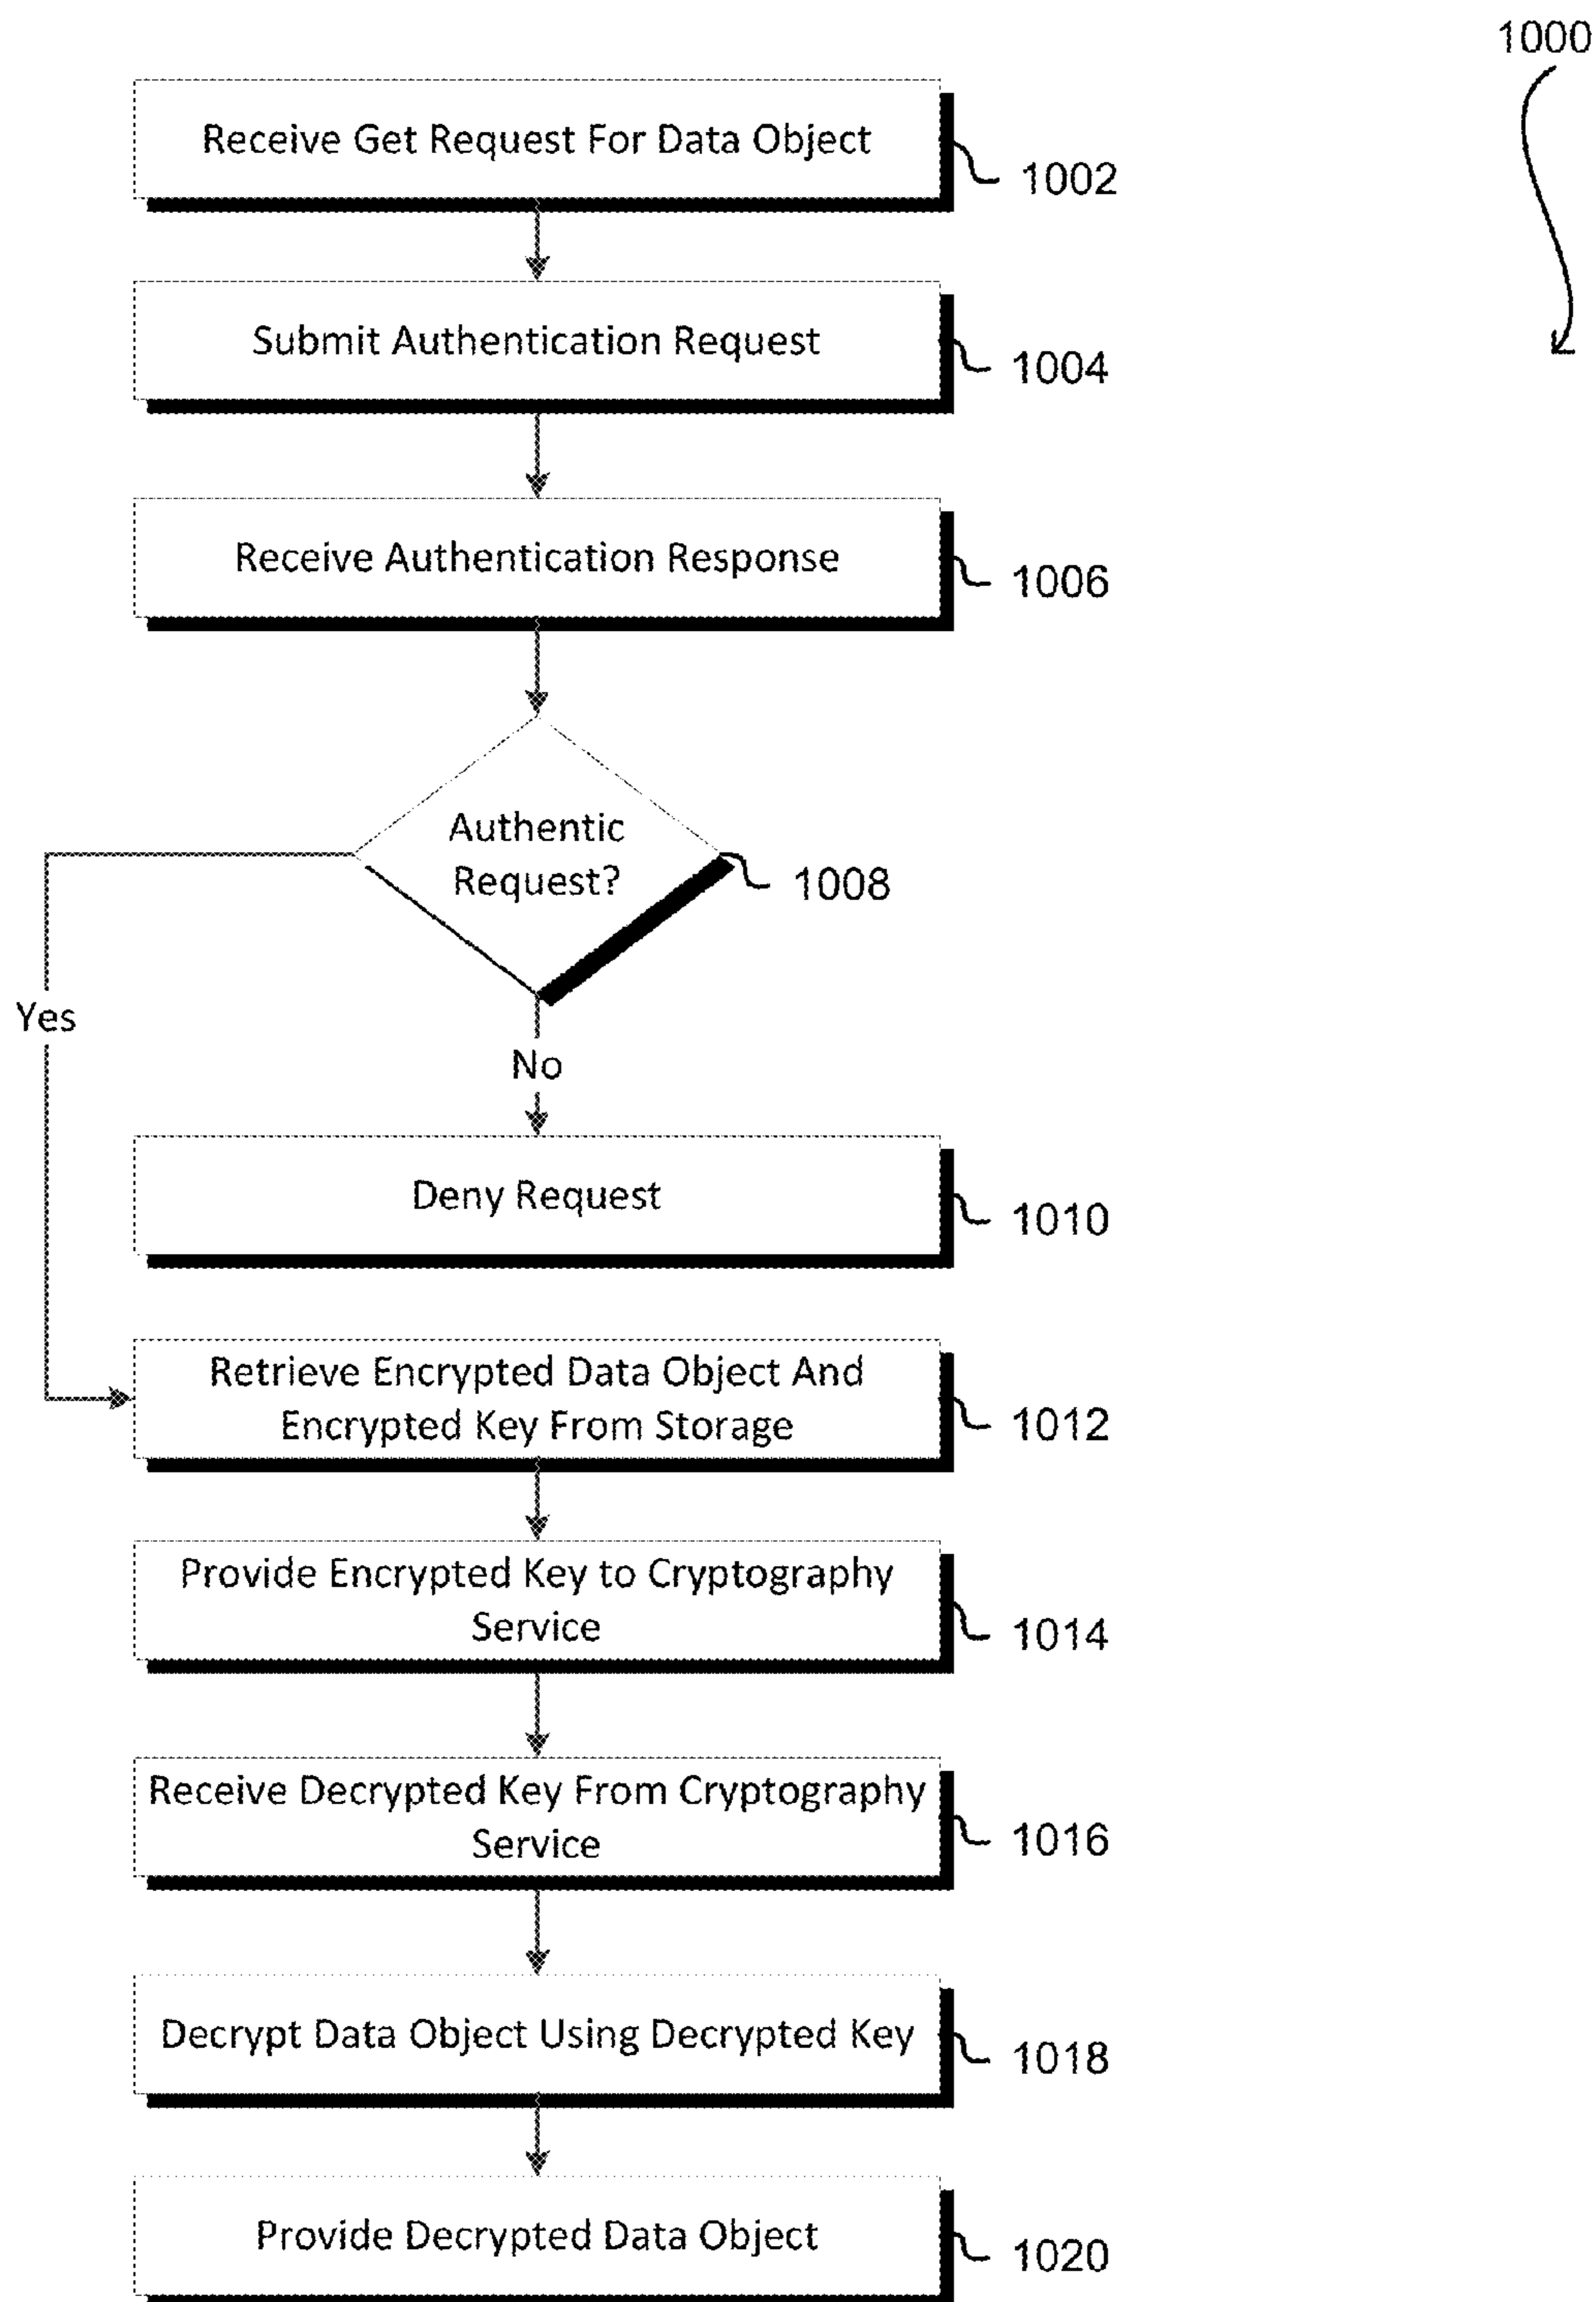 1000
Receive Get Request For Data Object
1002
Submit Authentication Request
1004
Receive Authentication Response
1006
Authentic
Request?
1008
Yes
No
Deny Request
1010
Retrieve Encrypted Data Object And
Encrypted Key From Storage
1012
Provide Encrypted Key to Cryptography
Service
1014
Receive Decrypted Key From Cryptography
Service
1016
Decrypt Data Object Using Decrypted Key
1018
Provide Decrypted Data Object
1020